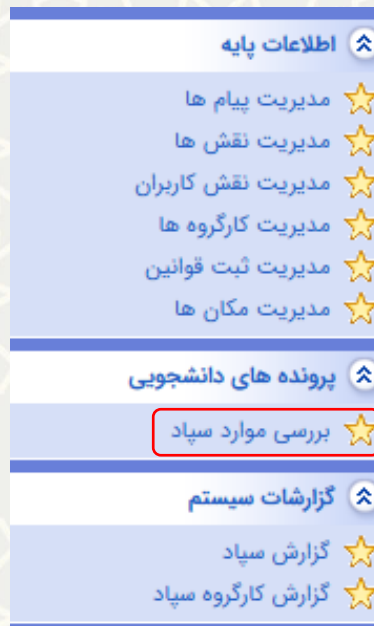 اطلاعات پایه
مدیریت پیام ها
مدیریت نقش ها
مدیریت نقش کاربران
مدیریت کارگروه ها
مدیریت ثبت قوانین
مدیریت مکان ها
پرونده های دانشجویی
بررسی موارد سپاد
گزارشات سیستم
گزارش سپاد
گزارش کارگروه سپاد